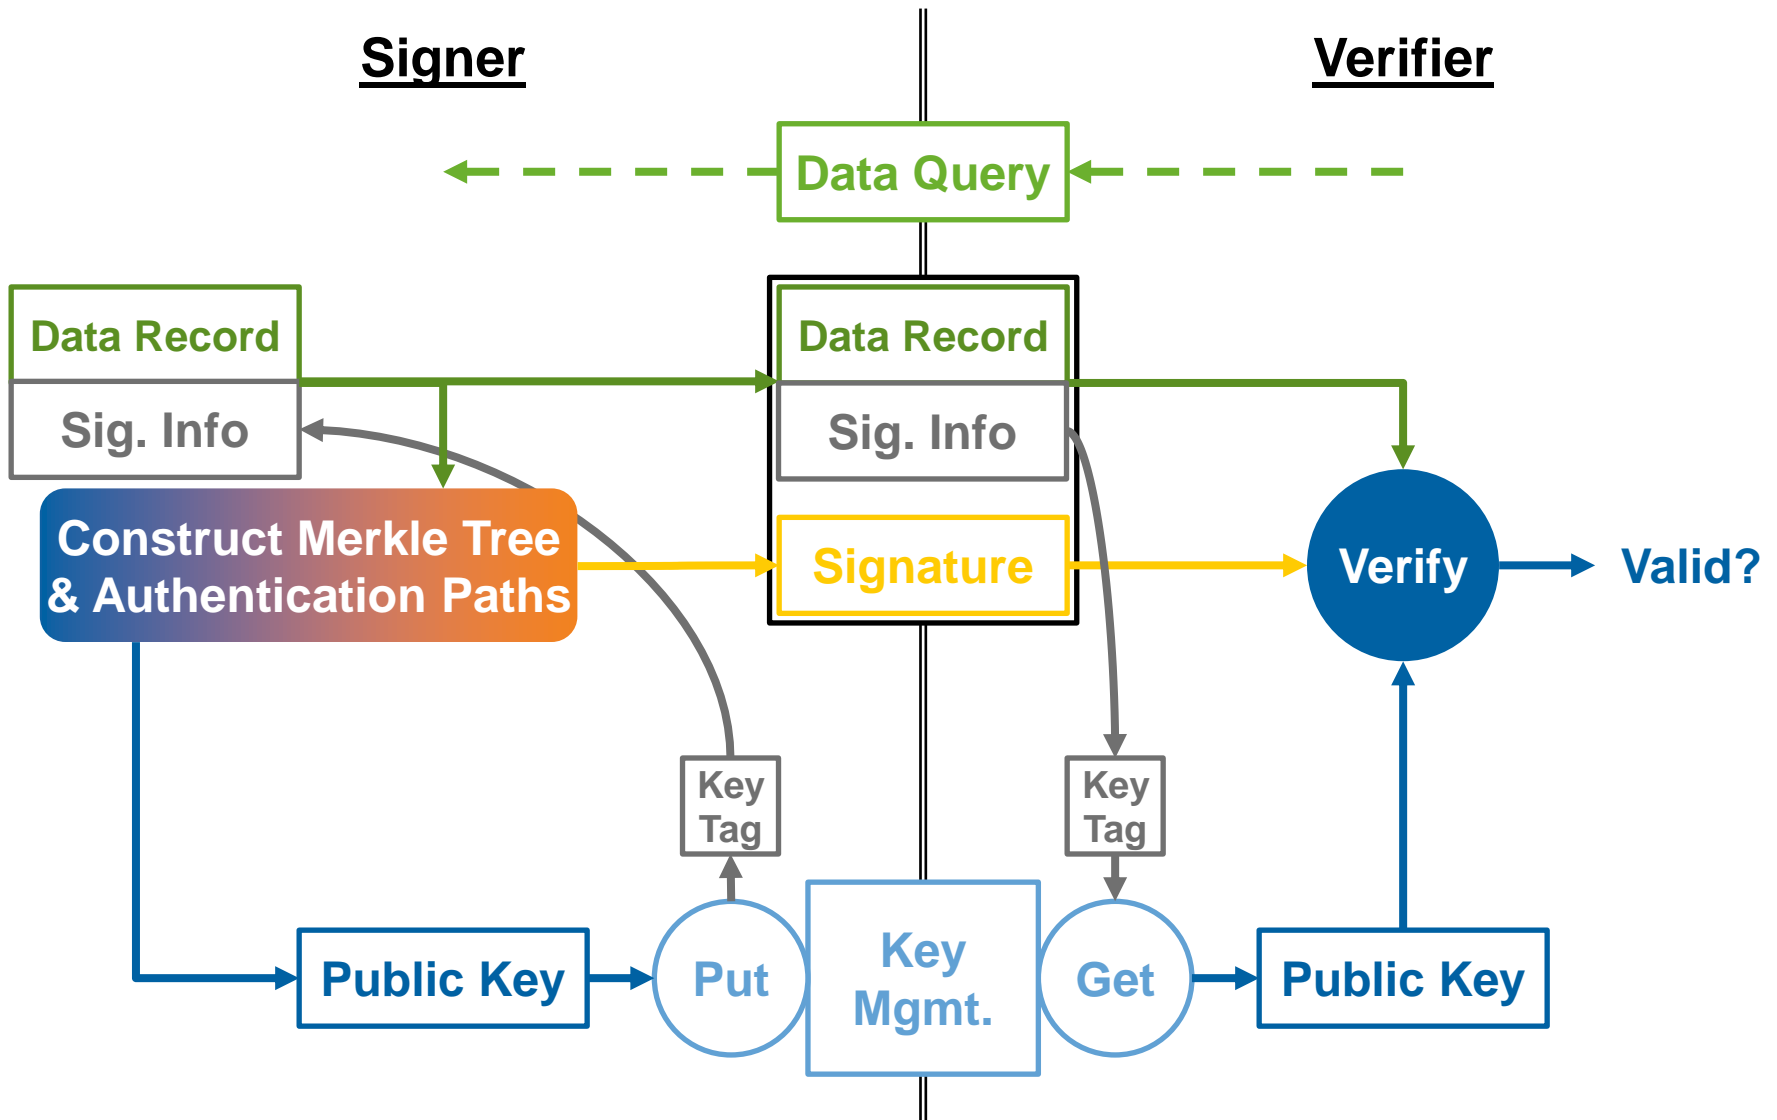 Signer
Verifier
Data Query
Data Record
Sig. Info
Data Record
Sig. Info
Construct Merkle Tree
& Authentication Paths
Signature
Verify
Valid?
Key
Tag
Key
Tag
Public Key
Put
Key
Mgmt.
Get
Public Key